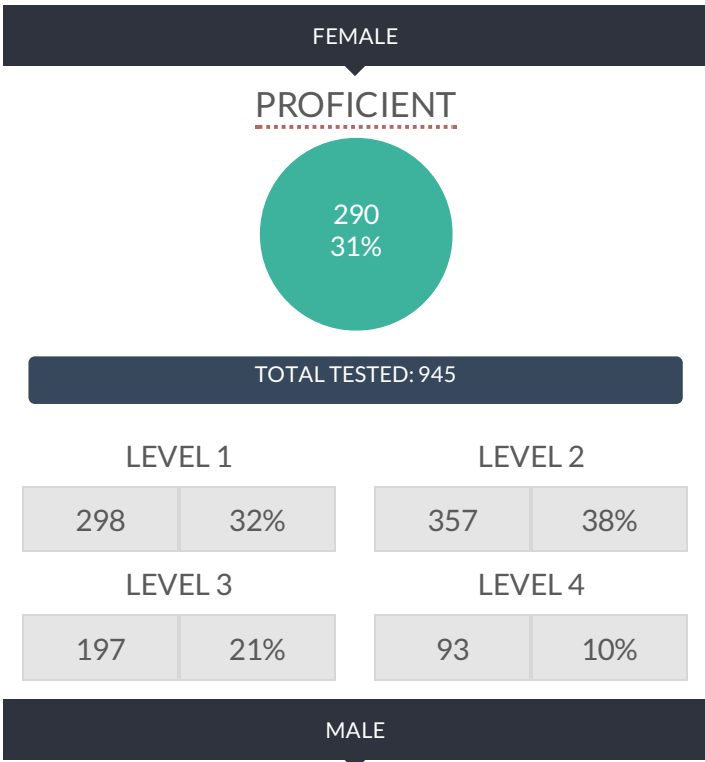 FEMALE
PROFICIENT
290
31%
TOTAL TESTED: 945
LEVEL 1 LEVEL 2
298 32% 357 38%
LEVEL 3 LEVEL 4
197 21% 93 10%
MALE